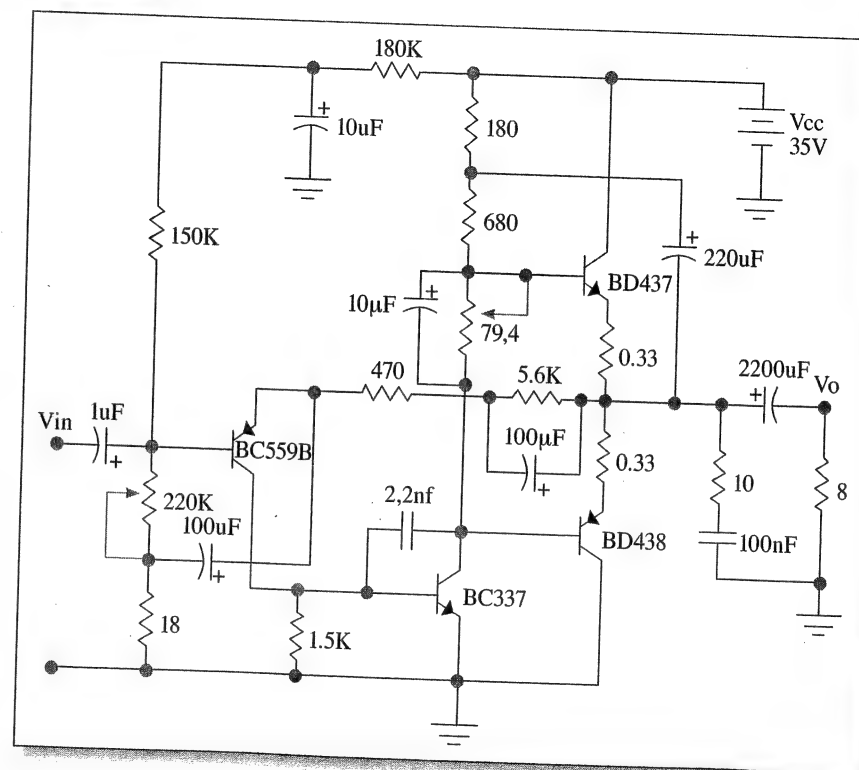 180K
10uF
180
Vcc
35V
150K
680
220uF
10µF
BD437
79,4
0.33
470
5.6K
2200uF
Vo
Vin
1uF
BC559B
100µF
0.33
220K
2,2nf
10
8
100uF
BD438
100nF
BC337
18
1.5K